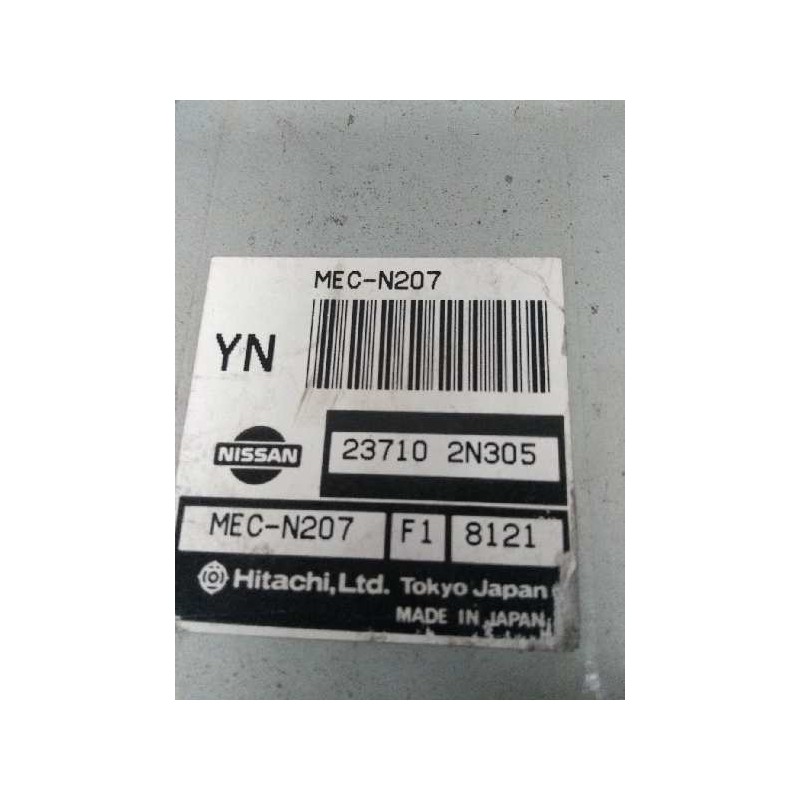 MEC-N207
YN
NISSAN
23710 2N305
MEC-N207 F1 8121
Hitachi, Ltd. Tokyo Japan
MADE IN JAPAN